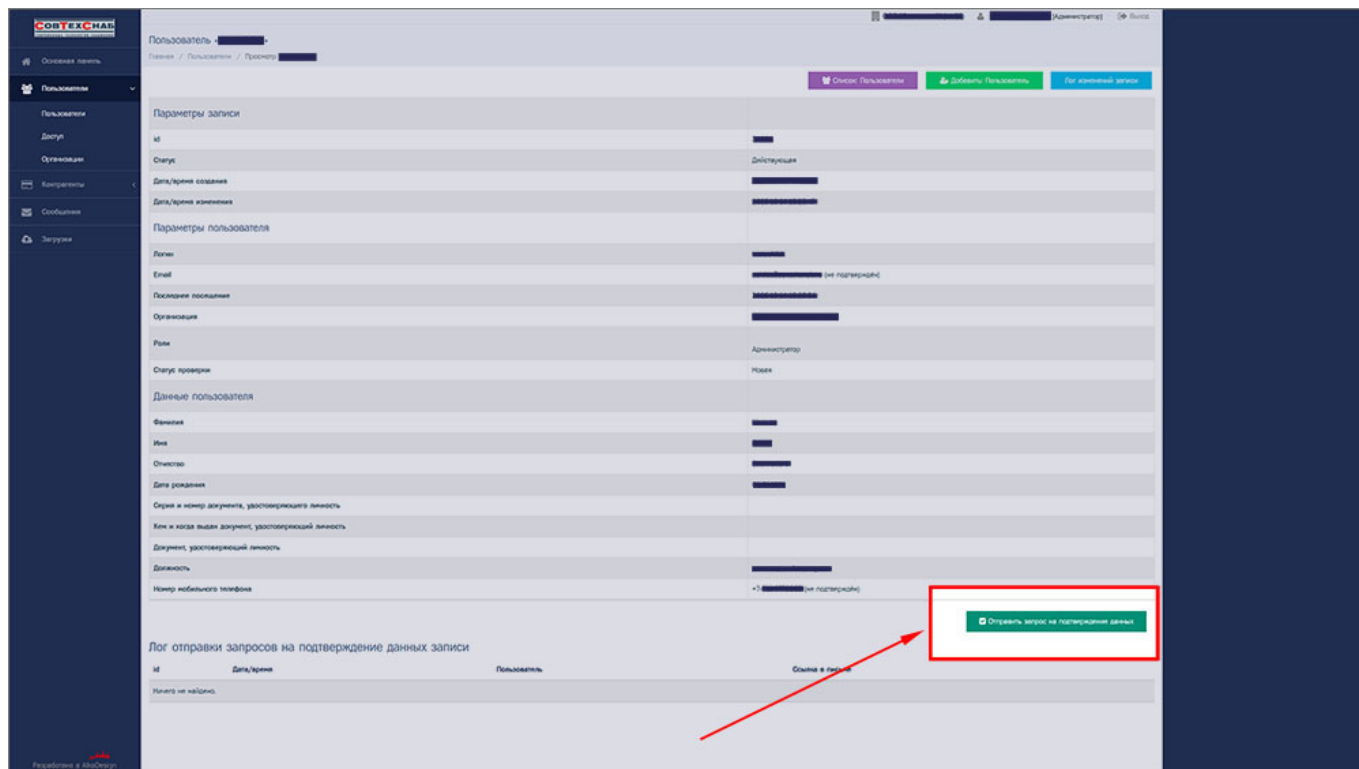 СОВТЕХСНАБ
[Администратор] Выход
Пользователь «
Главная / Пользователи / Просмотр
Основная панель
Пользователи
Пользователи
Доступ
Организации
Контрагенты
Сообщения
Загрузки
Список: Пользователи
Добавить: Пользователь
Лог изменений записи
Параметры записи
id
Статус Действующая
Дата/время создания
Дата/время изменения
Параметры пользователя
Логин
Email (не подтверждён)
Последнее посещение
Организация
Роли Администратор
Статус проверки Новая
Данные пользователя
Фамилия
Имя
Отчество
Дата рождения
Серия и номер документа, удостоверяющего личность
Кем и когда выдан документ, удостоверяющий личность
Документ, удостоверяющий личность
Должность
Номер мобильного телефона (не подтверждён)
Отправить запрос на подтверждение данных
Лог отправки запросов на подтверждение данных записи
id Дата/время Пользователь Ссылка в письме
Ничего не найдено.
Разработано в AlkoDesign